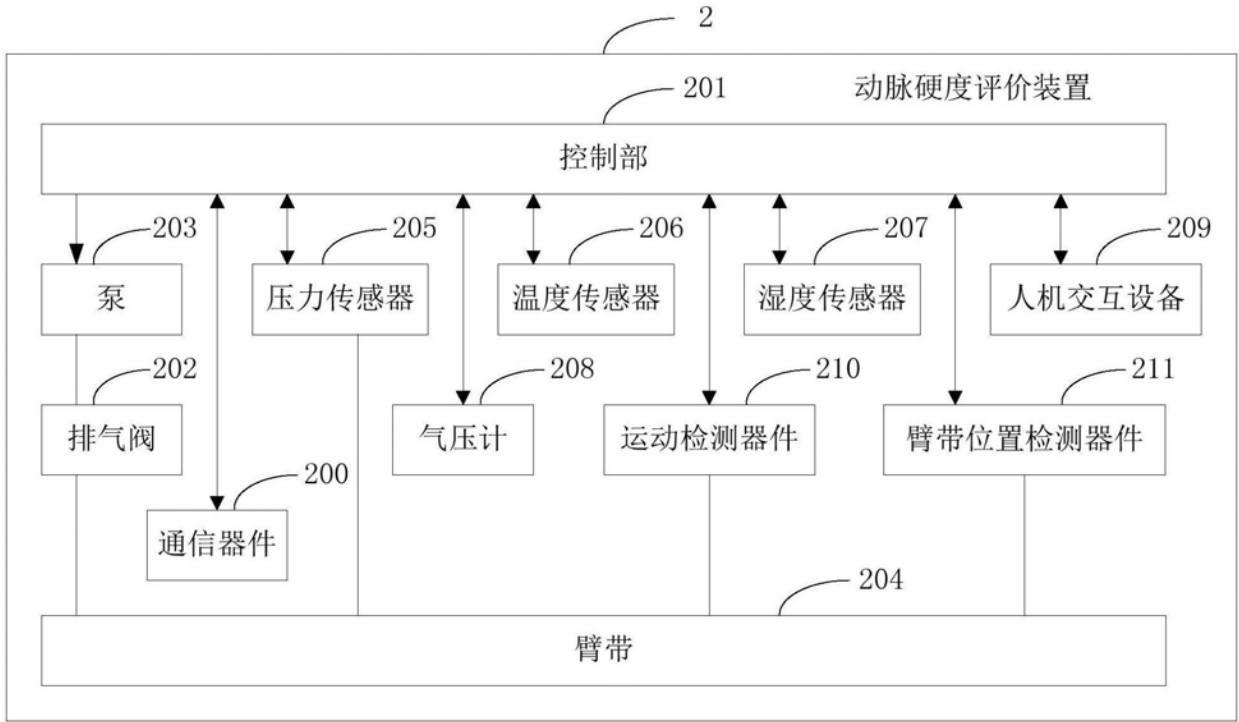 2
201
动脉硬度评价装置
控制部
203
205
206
207
209
泵
压力传感器
温度传感器
湿度传感器
人机交互设备
202
208
210
211
排气阀
气压计
运动检测器件
臂带位置检测器件
200
通信器件
204
臂带